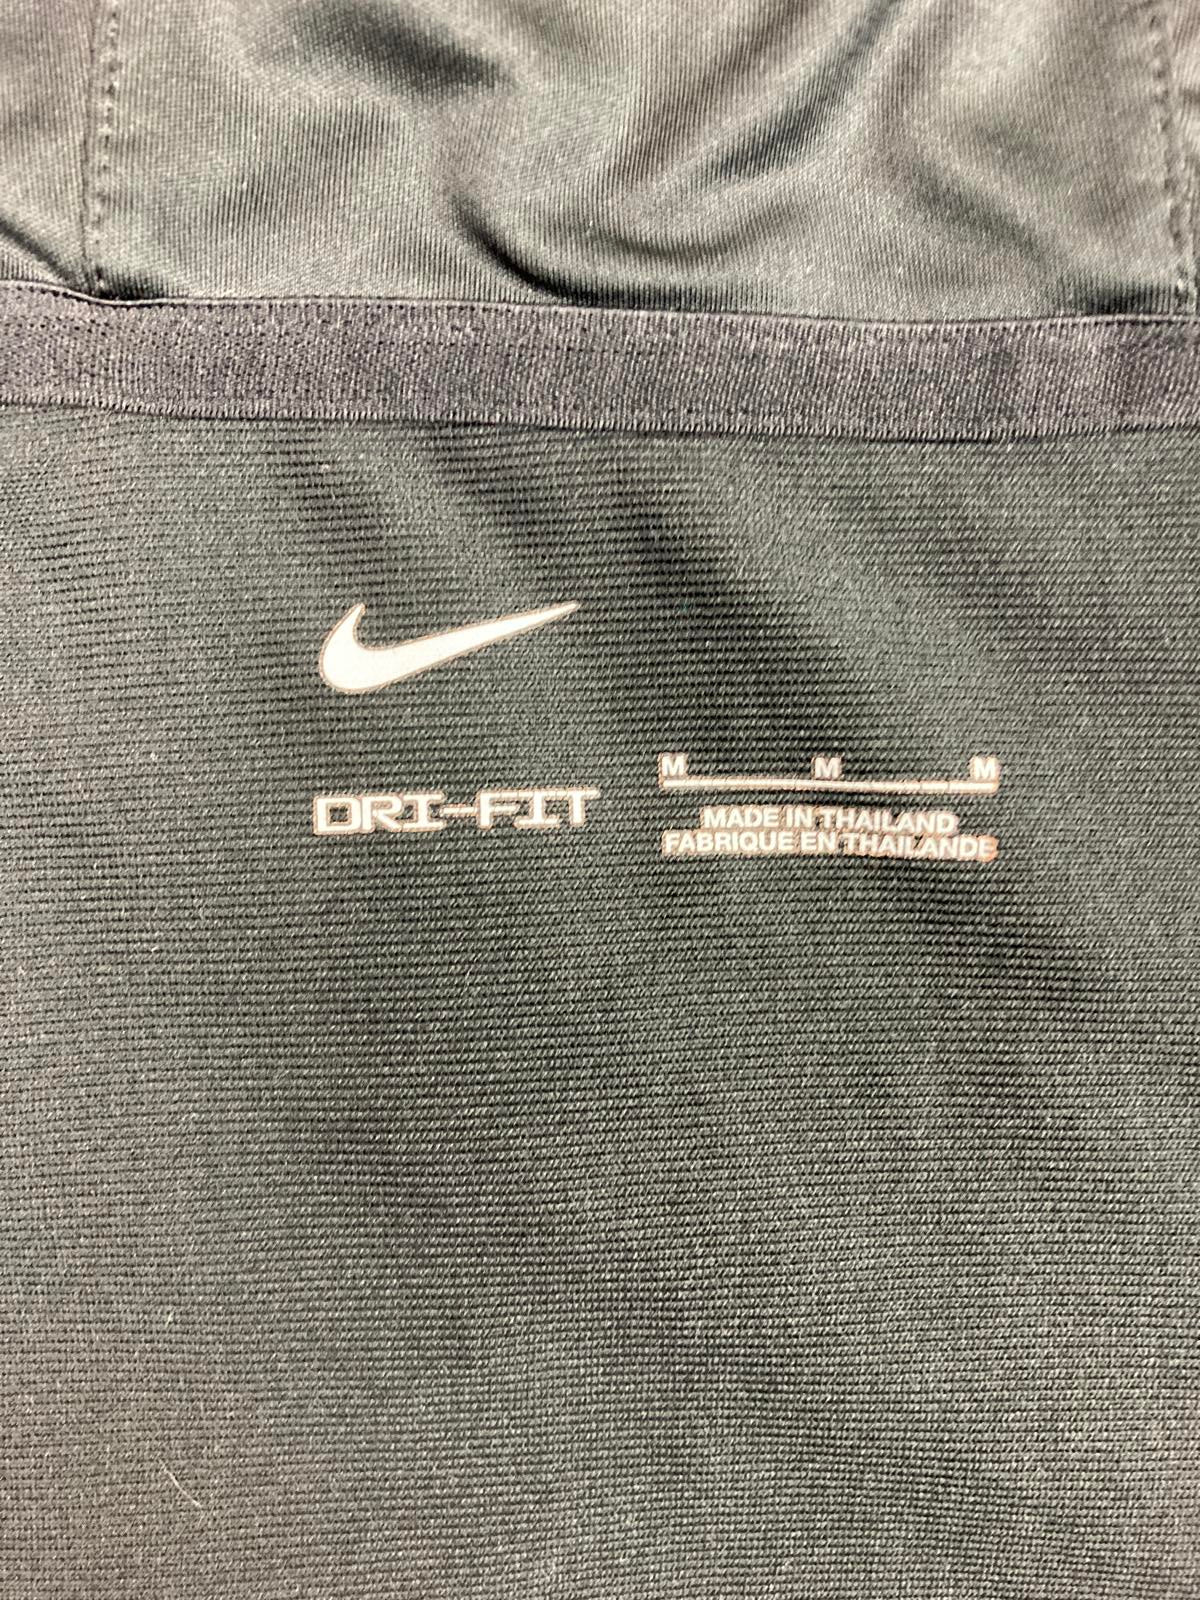 M M M
DRI-FIT
MADE IN THAILAND
FABRIQUE EN THAILANDE